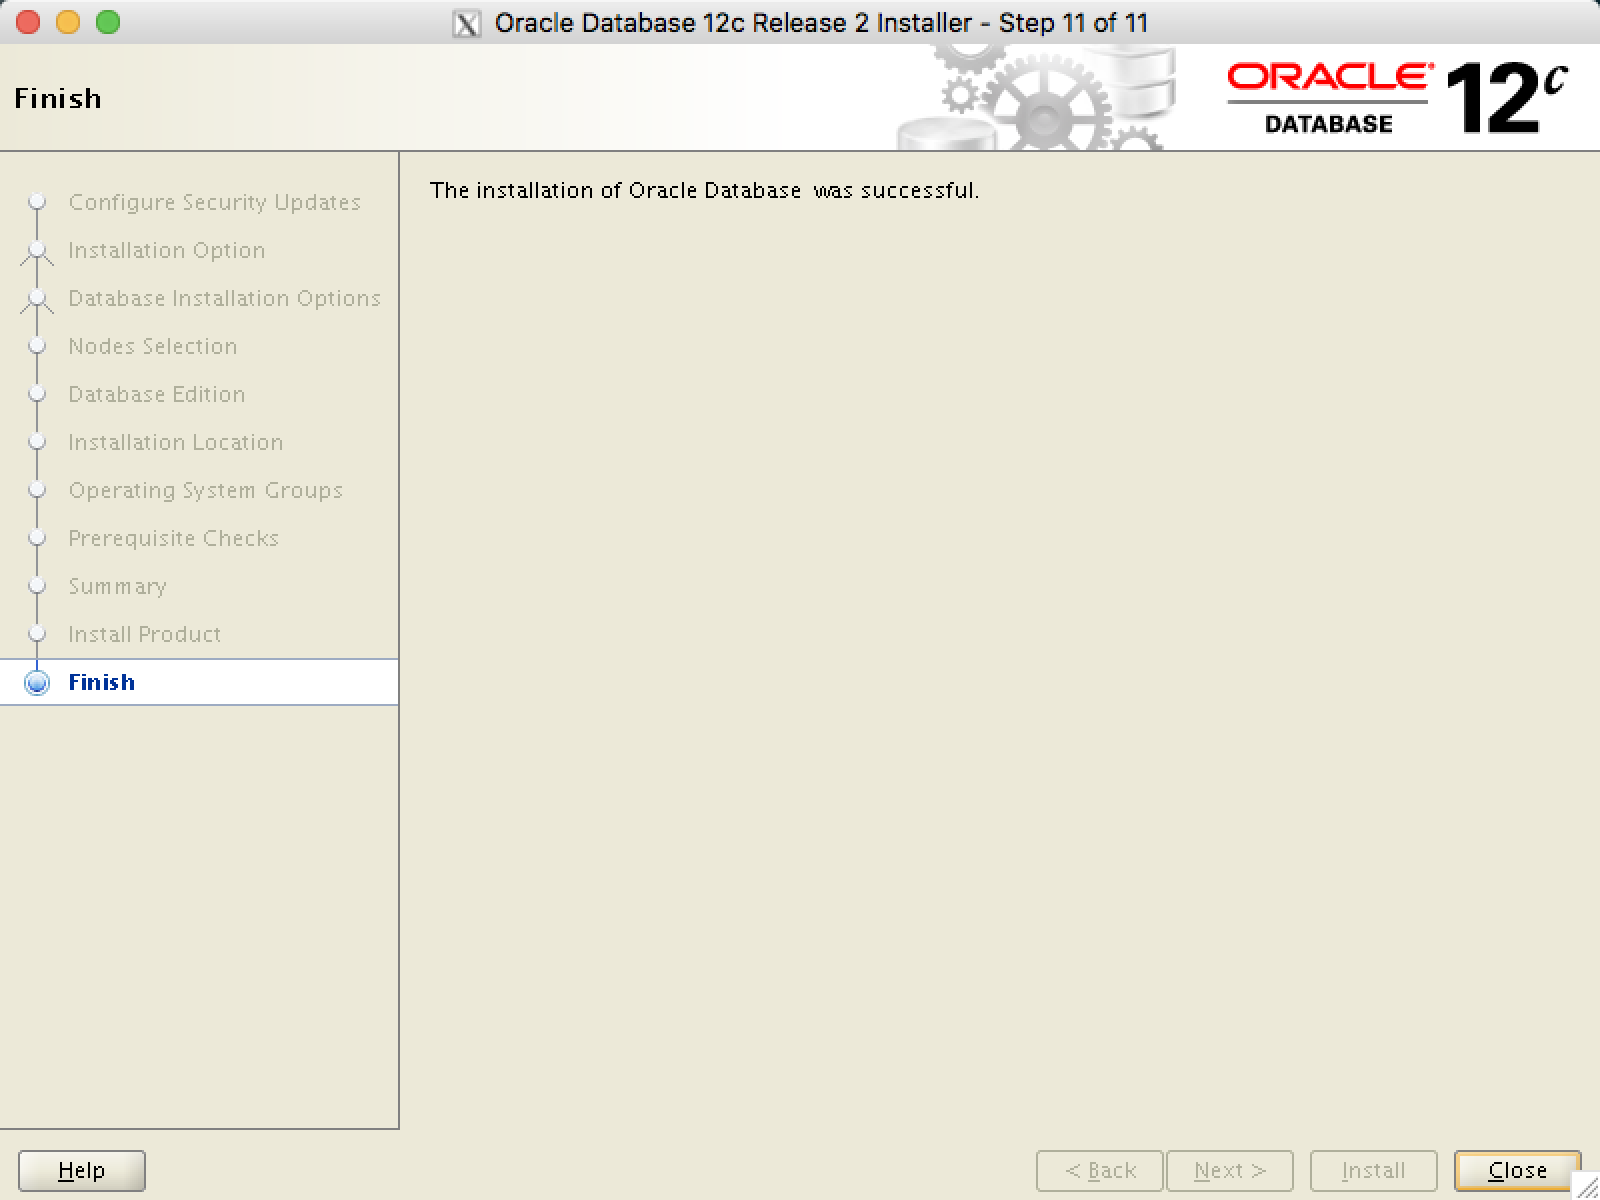 Oracle Database 12c Release 2 Installer - Step 11 of 11
Finish
ORACLE®
DATABASE
12c
Configure Security Updates
Installation Option
Database Installation Options
Nodes Selection
Database Edition
Installation Location
Operating System Groups
Prerequisite Checks
Summary
Install Product
Finish
The installation of Oracle Database was successful.
Help
< Back
Next >
Install
Close